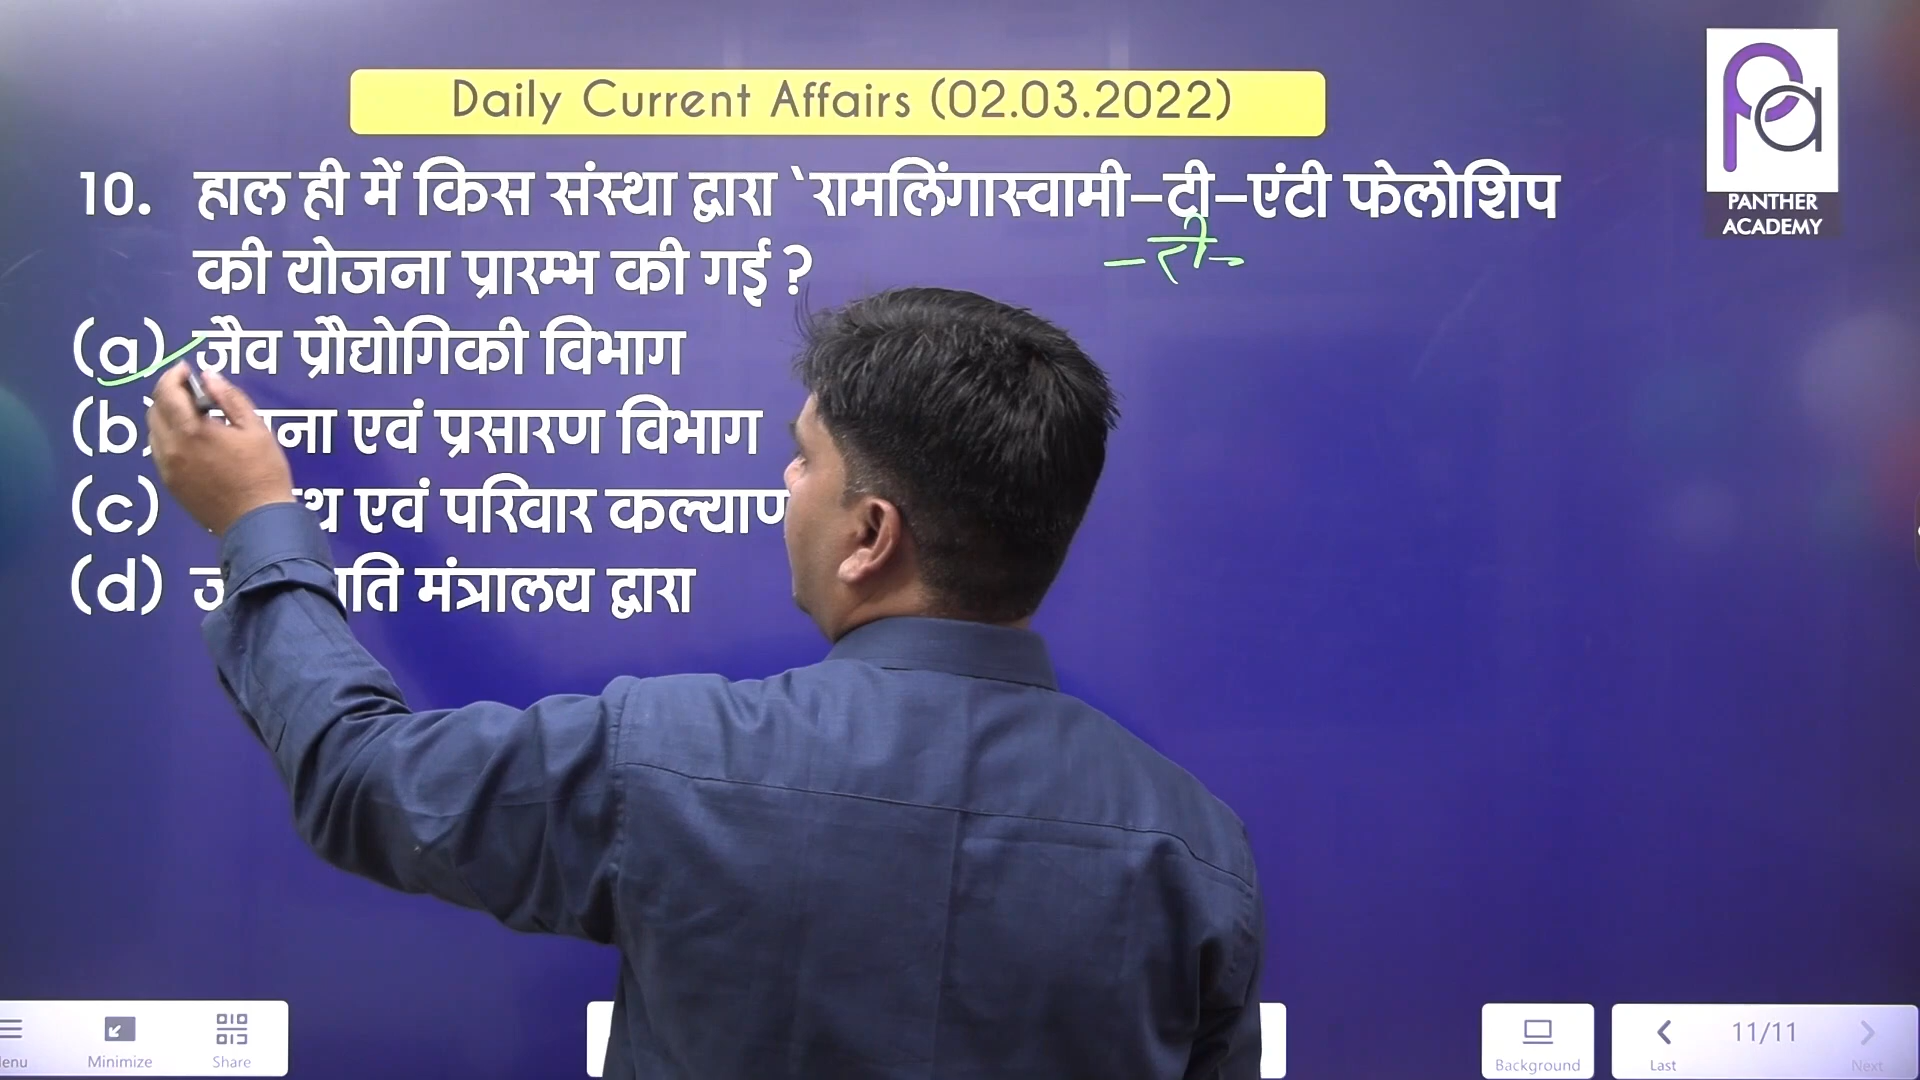 Daily Current Affairs (02.03.2022)
10. हाल ही में किस संस्था द्वारा `रामलिंगास्वामी–टी–एंटी फेलोशिप
–री–
की योजना प्रारम्भ की गई ?
(a) जैव प्रौद्योगिकी विभाग
(b) एवं प्रसारण विभाग
(c) एवं परिवार कल्याण
(d) मंत्रालय द्वारा
PANTHER
ACADEMY
Minimize
Share
Background
Last
11/11
Next